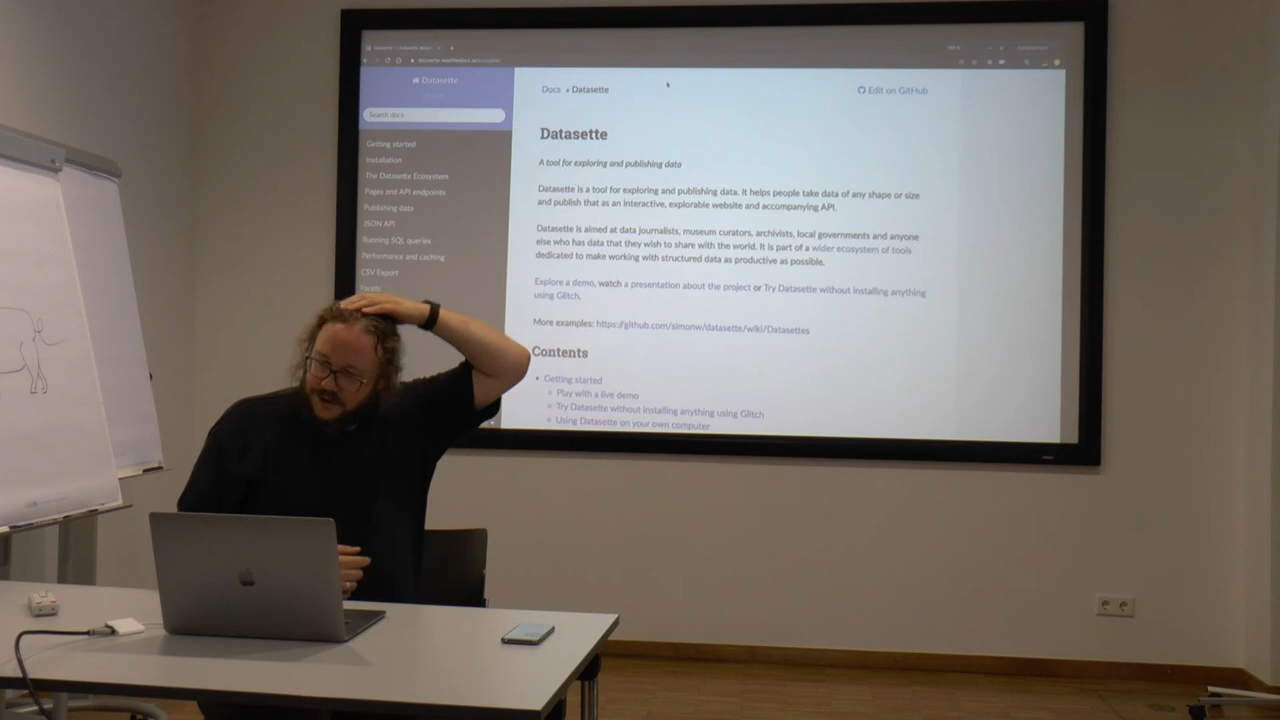 Datasette
Search docs
Getting started
Installation
The Datasette Ecosystem
Pages and API endpoints
Publishing data
JSON API
Running SQL queries
Performance and caching
CSV Export
Facets
Docs » Datasette
Edit on GitHub
Datasette
A tool for exploring and publishing data
Datasette is a tool for exploring and publishing data. It helps people take data of any shape or size
and publish that as an interactive, explorable website and accompanying API.
Datasette is aimed at data journalists, museum curators, archivists, local governments and anyone
else who has data that they wish to share with the world. It is part of a wider ecosystem of tools
dedicated to make working with structured data as productive as possible.
Explore a demo, watch a presentation about the project or Try Datasette without installing anything
using Glitch.
More examples: https://github.com/simonw/datasette/wiki/Datasettes
Contents
• Getting started
Play with a live demo
Try Datasette without installing anything using Glitch
Using Datasette on your own computer